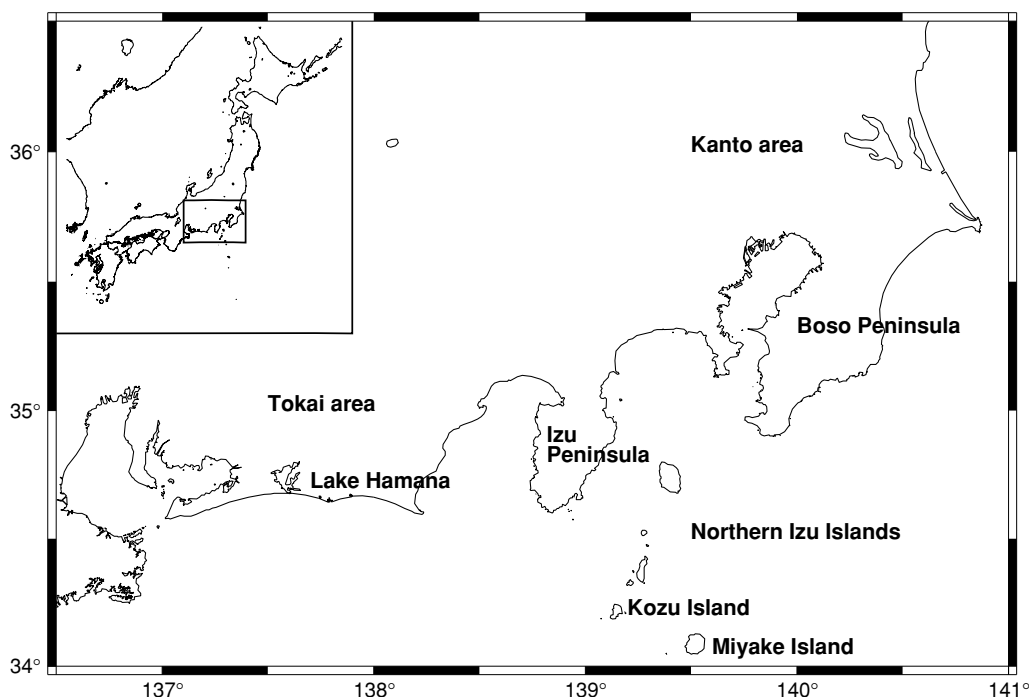 36°
Kanto area
Boso Peninsula
35°
Tokai area
Izu
Peninsula
Lake Hamana
Northern Izu Islands
Kozu Island
Miyake Island
34°
137°
138°
139°
140°
141°